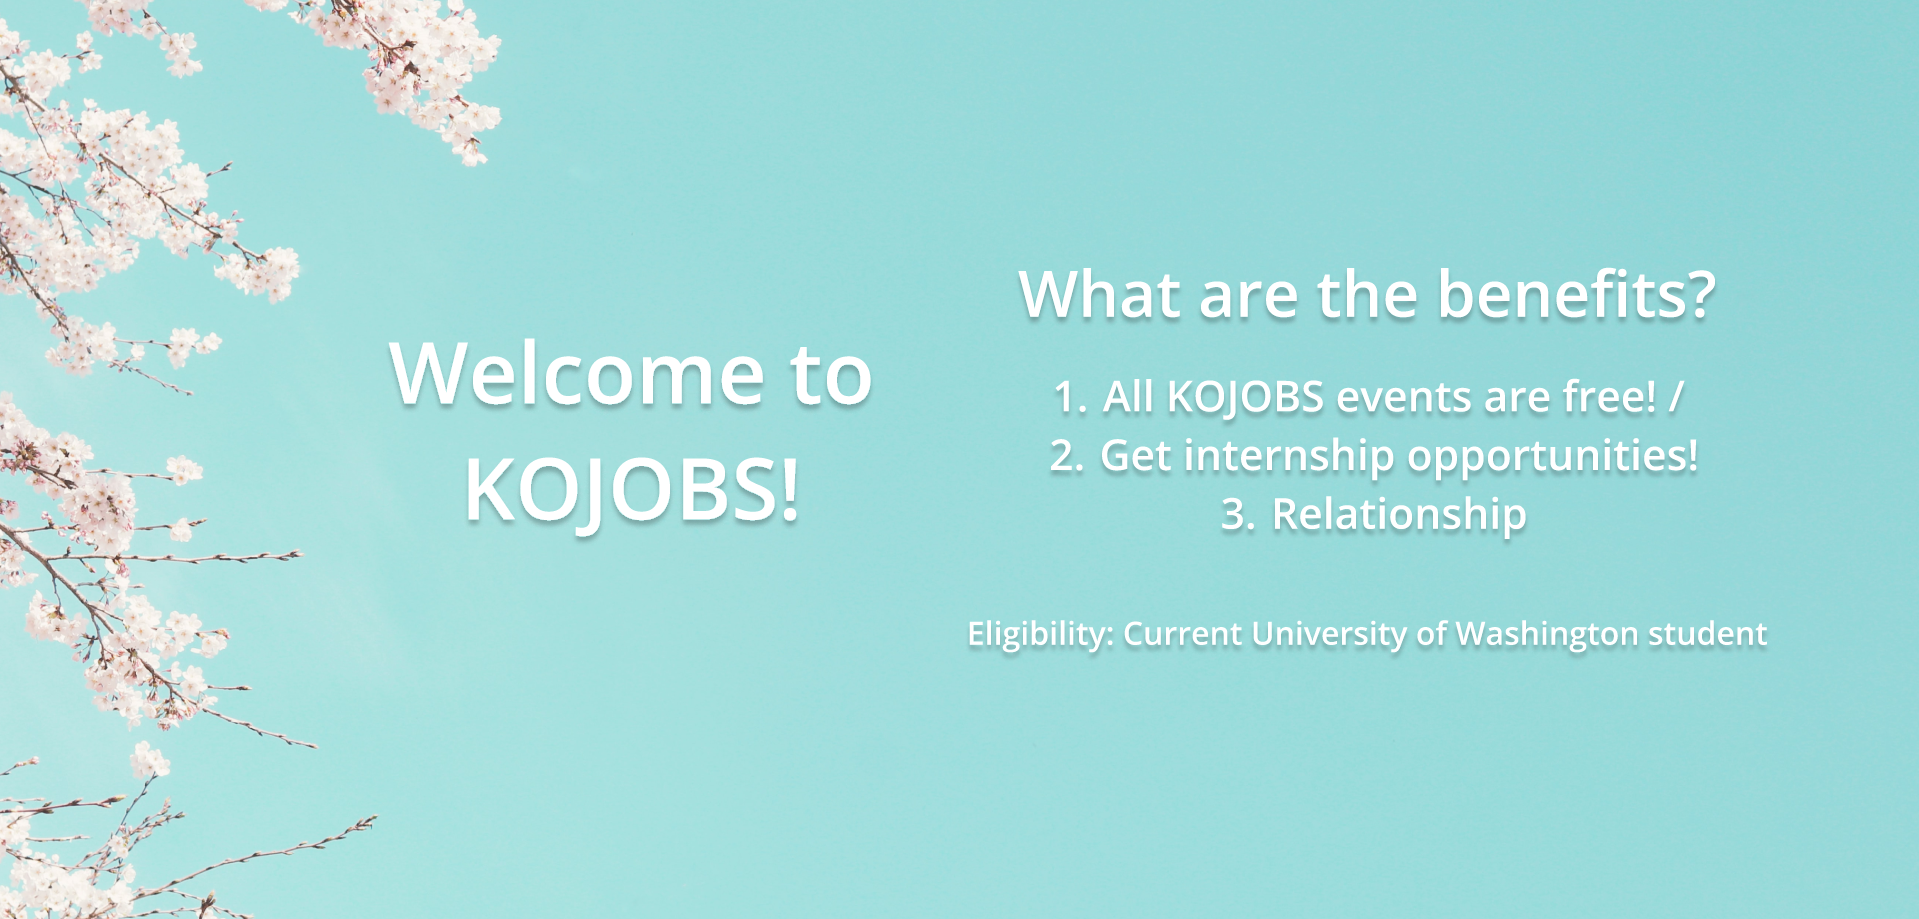 Welcome to
KOJOBS!
What are the benefits?
1. All KOJOBS events are free! /
2. Get internship opportunities!
3. Relationship
Eligibility: Current University of Washington student